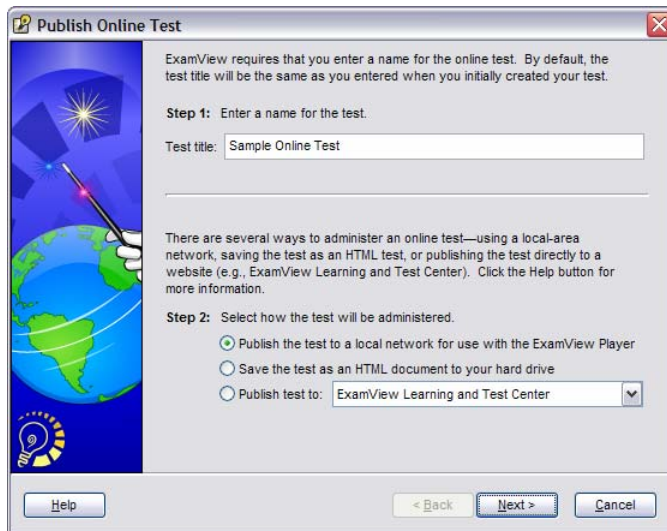 Publish Online Test
ExamView requires that you enter a name for the online test.  By default, the
test title will be the same as you entered when you initially created your test.
Step 1:  Enter a name for the test.
Test title: Sample Online Test
There are several ways to administer an online test—using a local-area
network, saving the test as an HTML test, or publishing the test directly to a
website (e.g., ExamView Learning and Test Center).  Click the Help button for
more information.
Step 2:  Select how the test will be administered.
Publish the test to a local network for use with the ExamView Player
Save the test as an HTML document to your hard drive
Publish test to: ExamView Learning and Test Center
Help < Back Next > Cancel